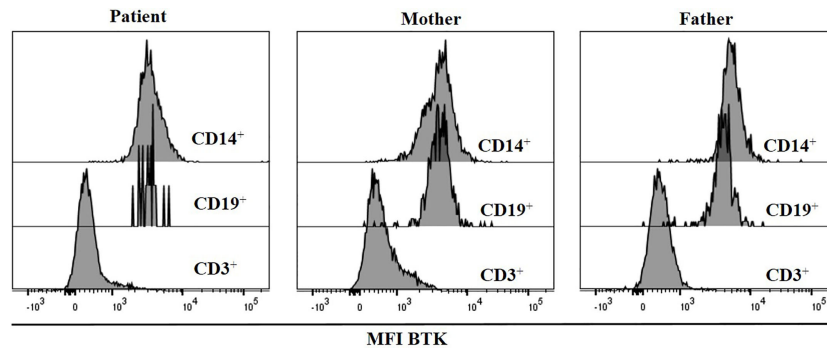 Patient Mother Father
CD14+ CD14+ CD14+
CD19+ CD19+ CD19+
CD3+ CD3+ CD3+
-10³ 0 10³ 10⁴ 10⁵ -10³ 0 10³ 10⁴ 10⁵ -10³ 0 10³ 10⁴ 10⁵
MFI BTK